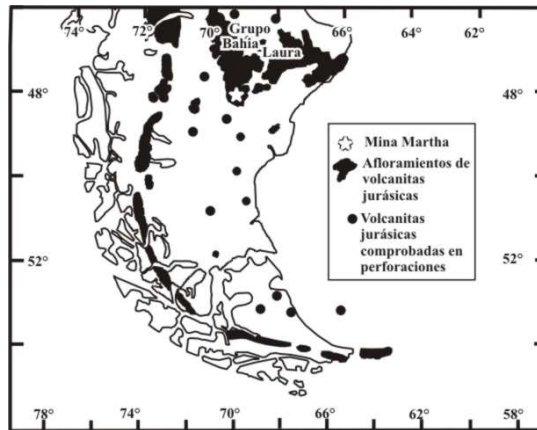 74° 72° 70° 66° 62°
Grupo
Bahía
Laura
48° 48°
Mina Martha
Afloramientos de
volcanitas
jurásicas
Volcanitas
jurásicas
comprobadas en
perforaciones
52° 52°
78° 74° 70° 66° 62° 58°